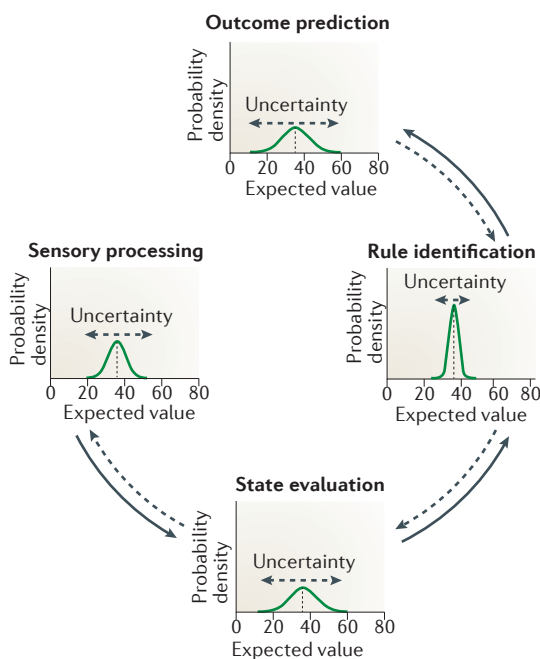 Outcome prediction
Probability
density
Uncertainty
0 20 40 60 80
Expected value
Sensory processing
Probability
density
Uncertainty
0 20 40 60 80
Expected value
Rule identification
Probability
density
Uncertainty
0 20 40 60 80
Expected value
State evaluation
Probability
density
Uncertainty
0 20 40 60 80
Expected value